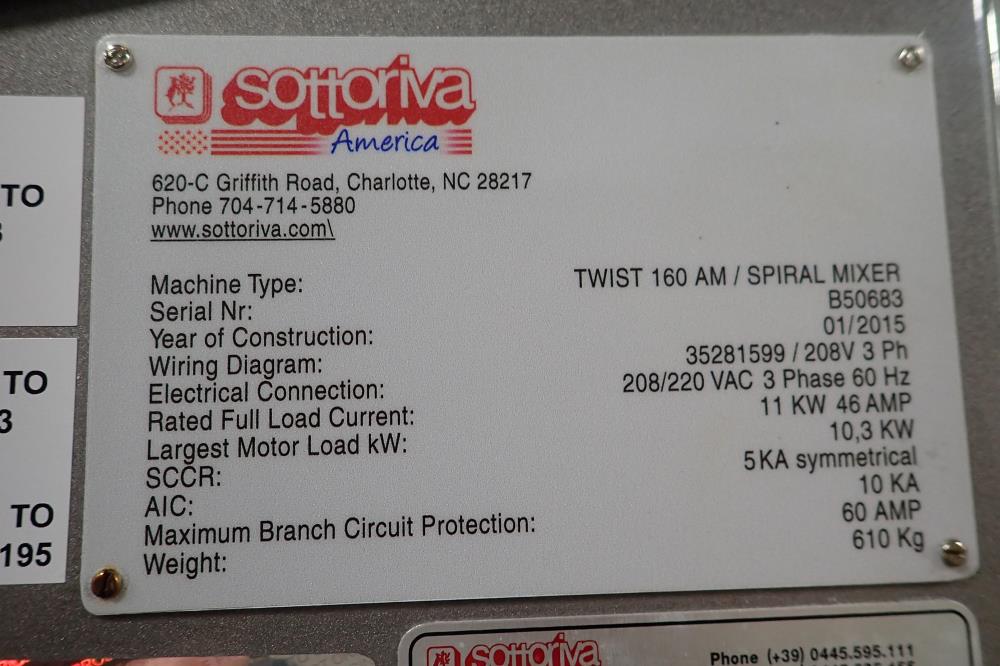 sottoriva
America
620-C Griffith Road, Charlotte, NC 28217
Phone 704-714-5880
www.sottoriva.com\
Machine Type: TWIST 160 AM / SPIRAL MIXER
Serial Nr: B50683
Year of Construction: 01/2015
Wiring Diagram: 35281599 / 208V 3 Ph
Electrical Connection: 208/220 VAC 3 Phase 60 Hz
Rated Full Load Current: 11 KW 46 AMP
Largest Motor Load kW: 10,3 KW
SCCR: 5KA symmetrical
AIC: 10 KA
Maximum Branch Circuit Protection: 60 AMP
Weight: 610 Kg
TO
TO
3
TO
195
sottoriva
Phone (+39) 0445.595.111